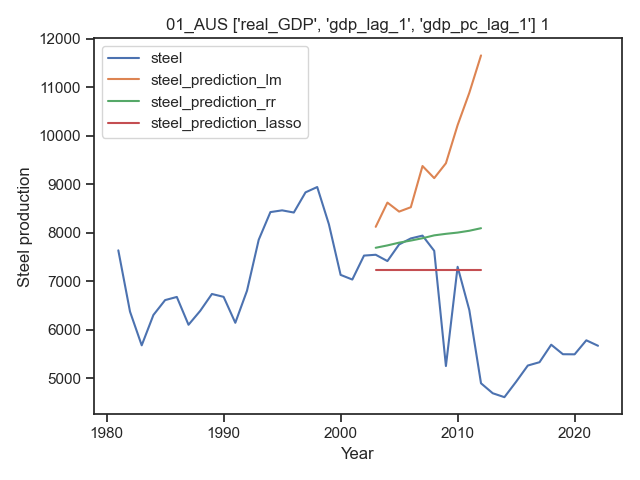 01_AUS ['real_GDP', 'gdp_lag_1', 'gdp_pc_lag_1'] 1
steel
steel_prediction_lm
steel_prediction_rr
steel_prediction_lasso
Steel production
12000
11000
10000
9000
8000
7000
6000
5000
1980
1990
2000
2010
2020
Year